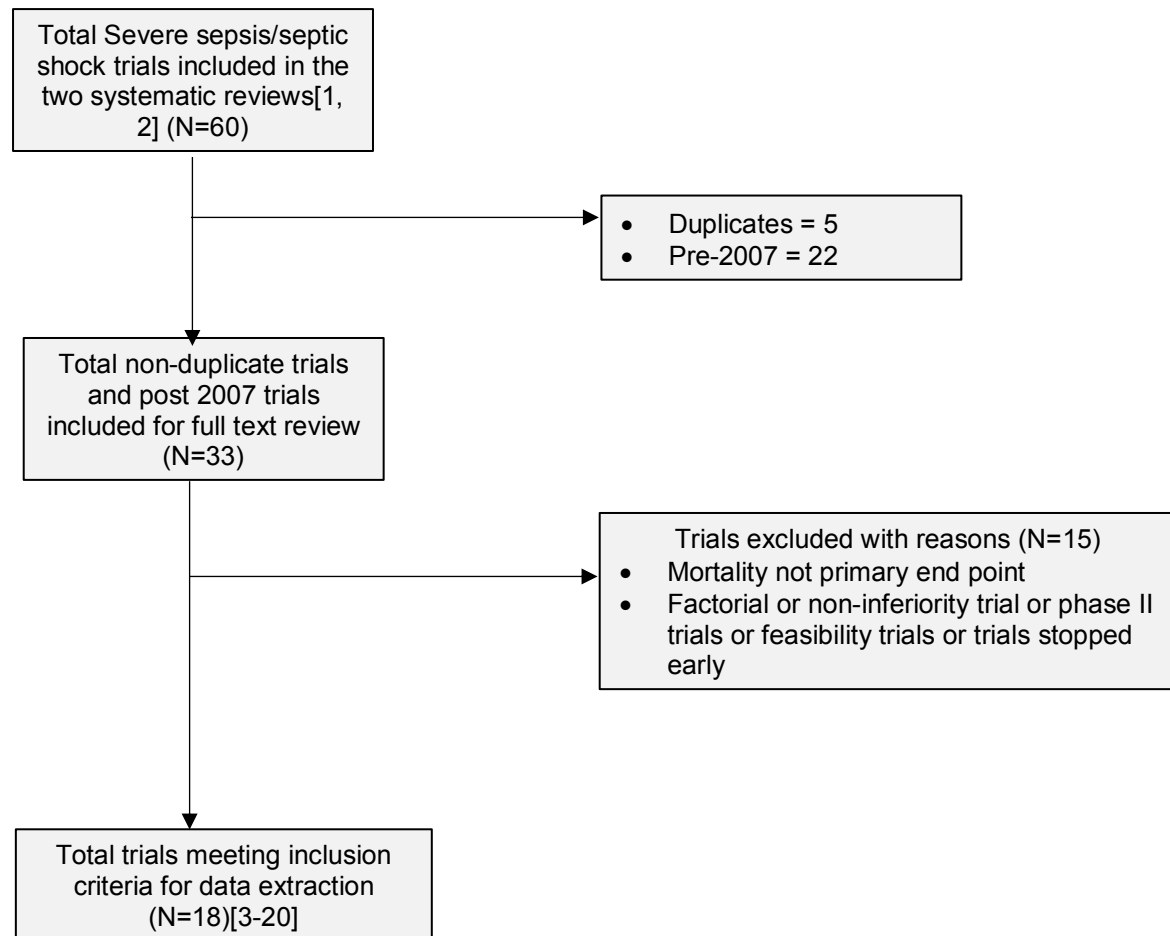 Total Severe sepsis/septic
shock trials included in the
two systematic reviews[1,
2] (N=60)
• Duplicates = 5
• Pre-2007 = 22
Total non-duplicate trials
and post 2007 trials
included for full text review
(N=33)
Trials excluded with reasons (N=15)
• Mortality not primary end point
• Factorial or non-inferiority trial or phase II
trials or feasibility trials or trials stopped
early
Total trials meeting inclusion
criteria for data extraction
(N=18)[3-20]